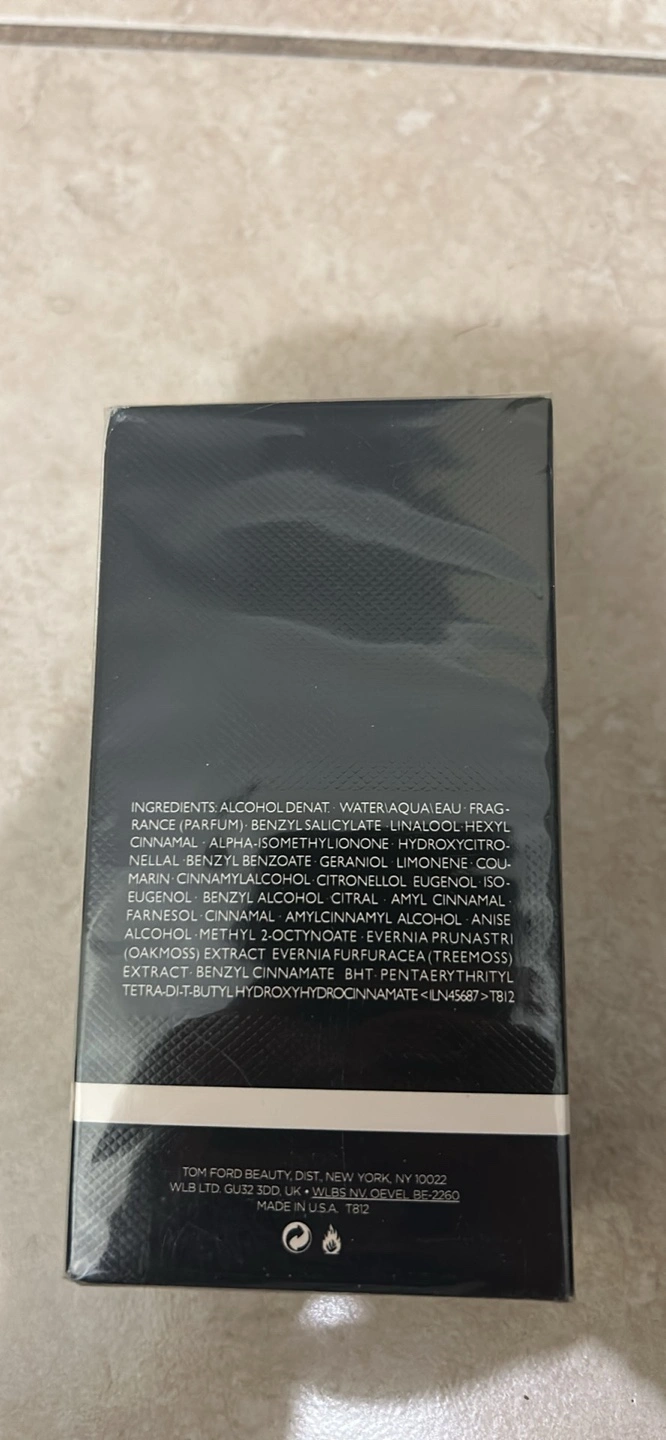 INGREDIENTS: ALCOHOL DENAT. · WATER\AQUA\EAU · FRAG-
RANCE (PARFUM) · BENZYL SALICYLATE · LINALOOL · HEXYL
CINNAMAL · ALPHA-ISOMETHYL IONONE · HYDROXYCITRO-
NELLAL · BENZYL BENZOATE · GERANIOL · LIMONENE · COU-
MARIN · CINNAMYL ALCOHOL · CITRONELLOL · EUGENOL · ISO-
EUGENOL · BENZYL ALCOHOL · CITRAL · AMYL CINNAMAL ·
FARNESOL · CINNAMAL · AMYLCINNAMYL ALCOHOL · ANISE
ALCOHOL · METHYL 2-OCTYNOATE · EVERNIA PRUNASTRI
(OAKMOSS) EXTRACT · EVERNIA FURFURACEA (TREEMOSS)
EXTRACT · BENZYL CINNAMATE · BHT · PENTAERYTHRITYL
TETRA-DI-T-BUTYL HYDROXYHYDROCINNAMATE <ILN45687> T812
TOM FORD BEAUTY, DIST., NEW YORK, NY 10022
WLB LTD. GU32 3DD, UK • WLBS NV. OEVEL BE-2260
MADE IN U.S.A. T812